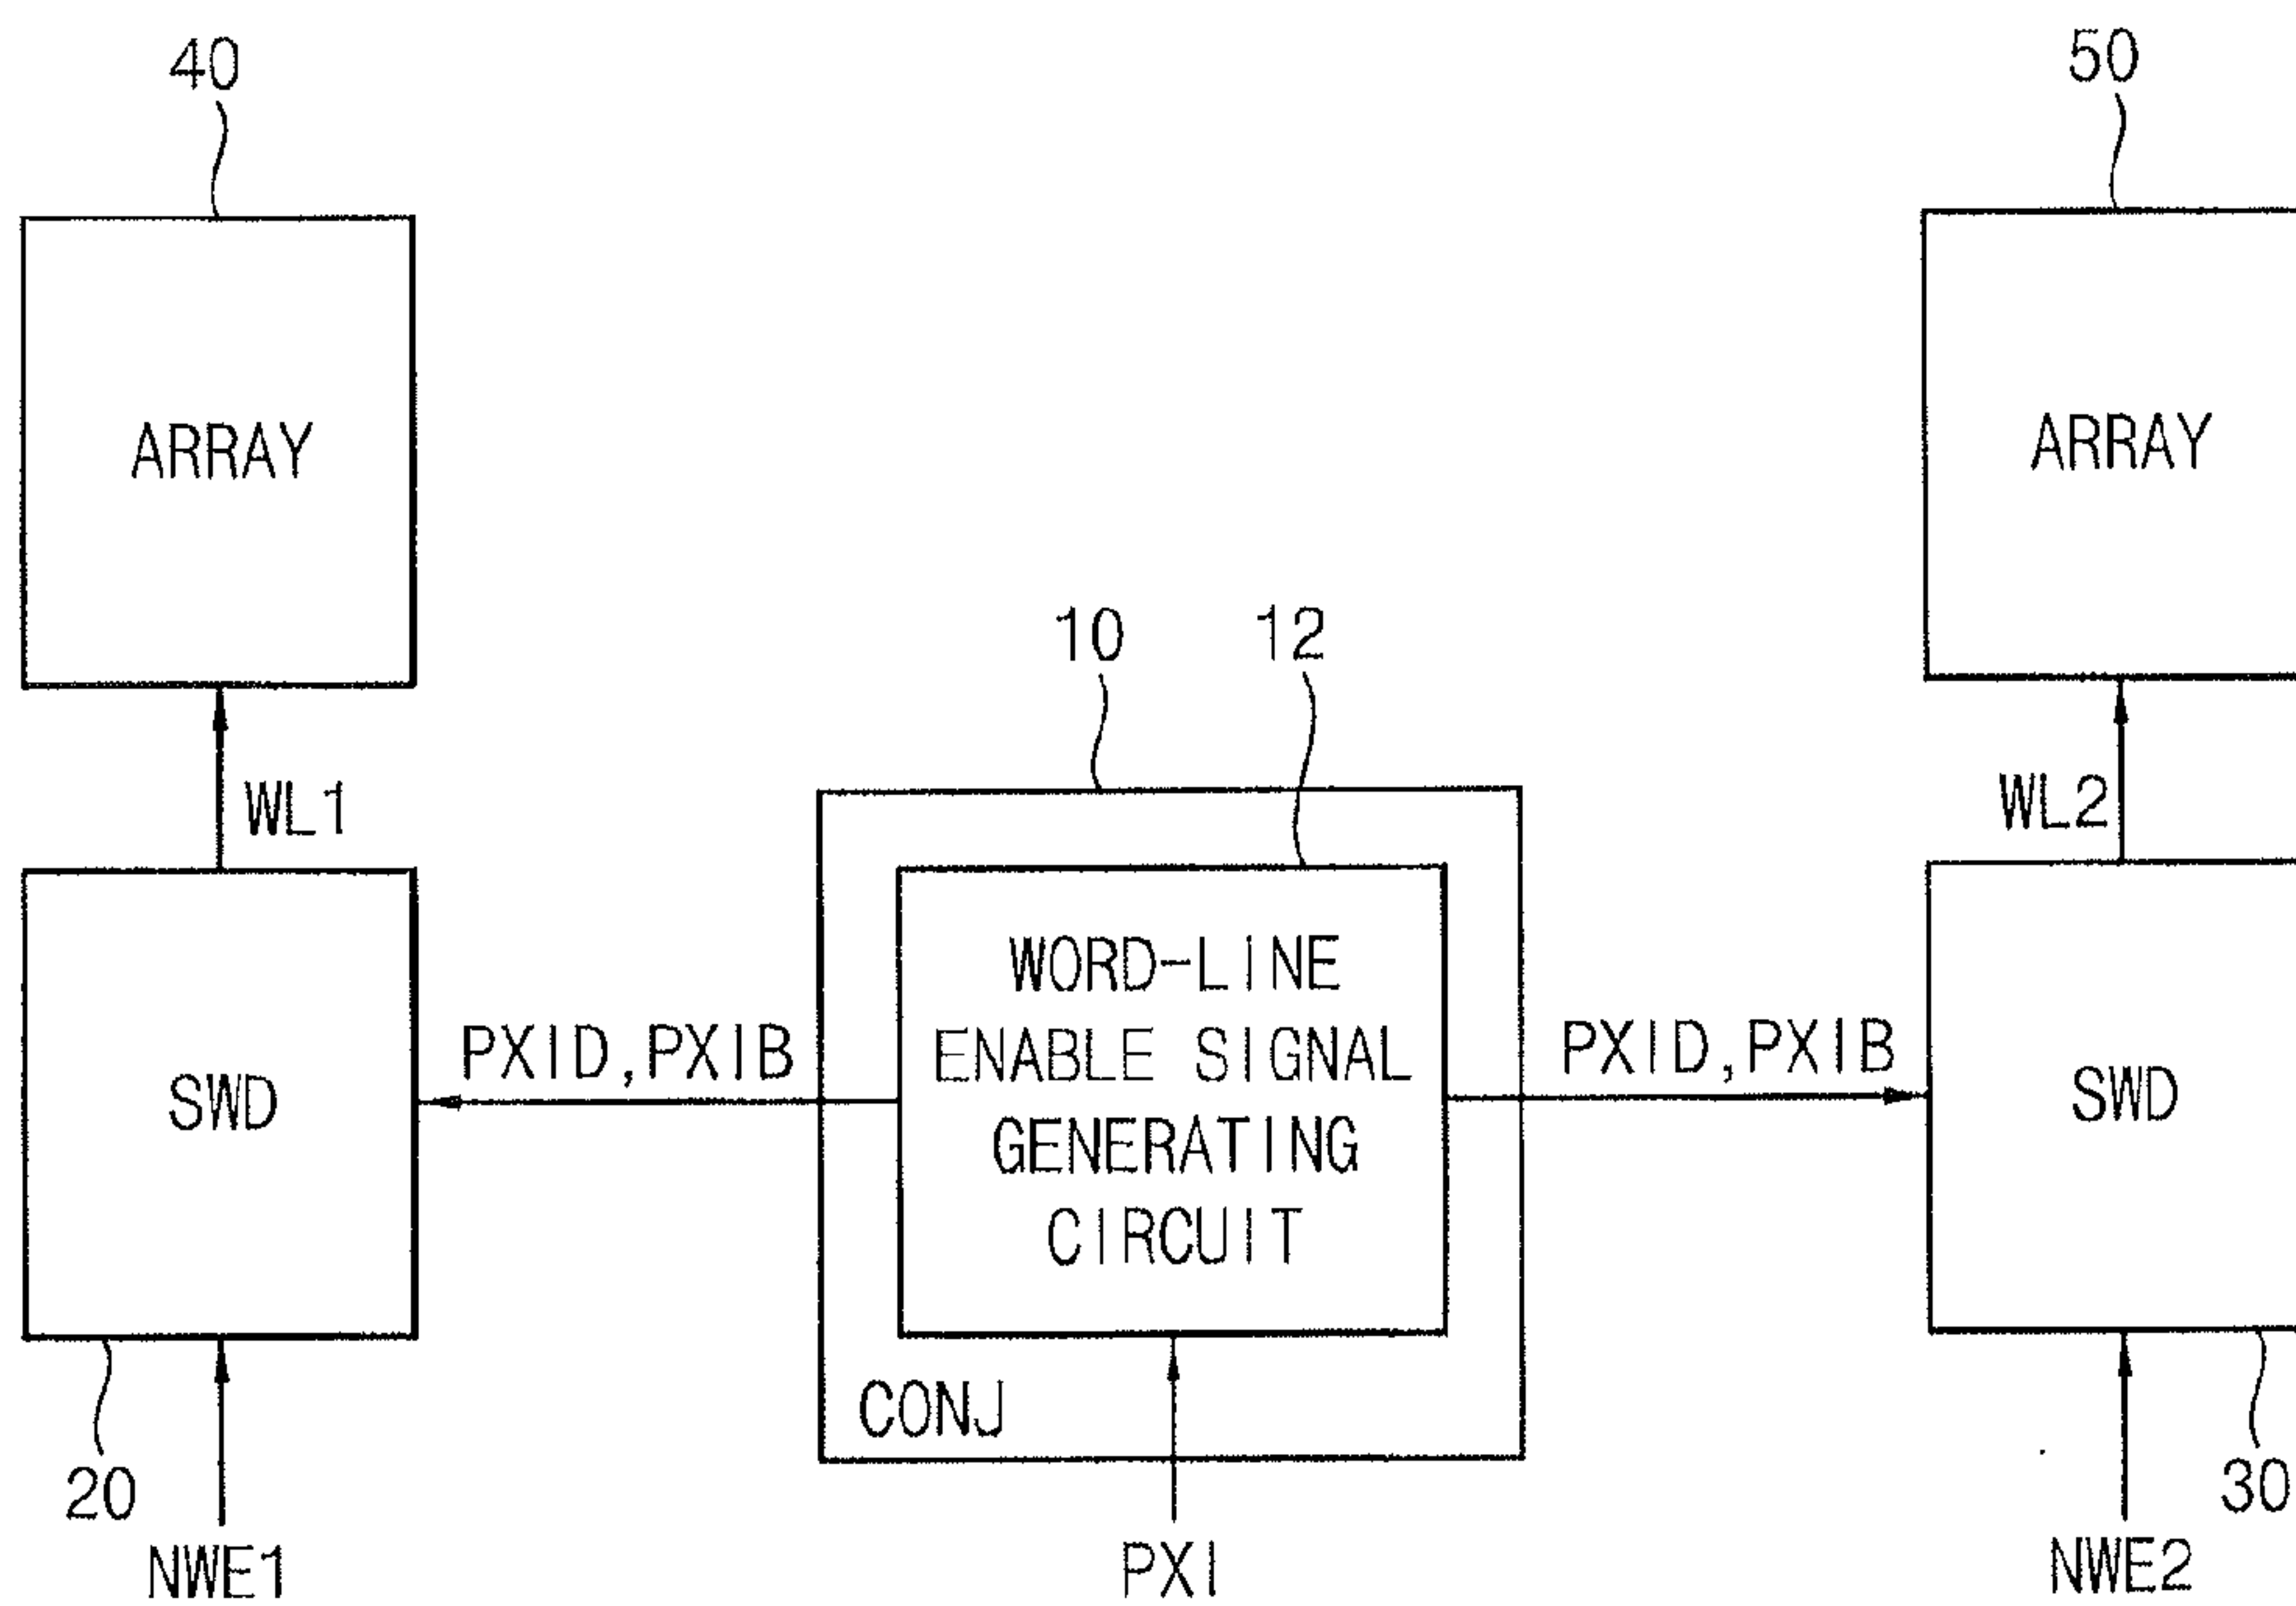 40
50
ARRAY
ARRAY
10
12
WL1
WL2
WORD-LINE
ENABLE SIGNAL
GENERATING
CIRCUIT
PXID,PXIB
PXID,PXIB
SWD
SWD
CONJ
20
30
NWE1
PXI
NWE2